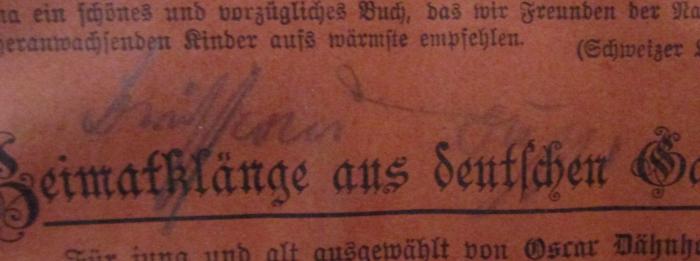 ein schönes und vorzügliches Buch, das wir Freunden der
heranwachsenden Kinder aufs wärmste empfehlen.
(Schweizer
Heimatklänge aus deutschen
Für jung und alt ausgewählt von Oscar Dähnh